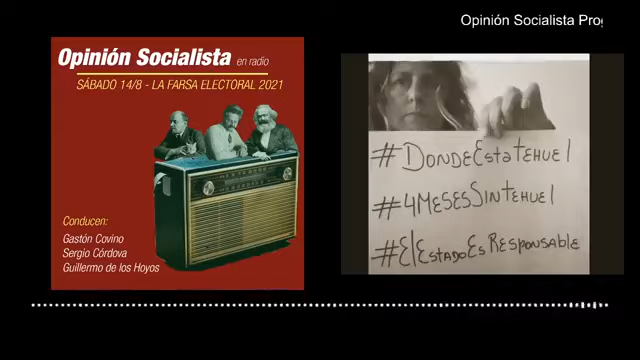 Opinión Socialista Prog
Opinión Socialista en radio
SÁBADO 14/8 - LA FARSA ELECTORAL 2021
Conducen:
Gastón Covino
Sergio Córdova
Guillermo de los Hoyos
#DONDEEstaTEHUEl
#4MESESSinTEHUEl
#ElEstadoEsResponsable